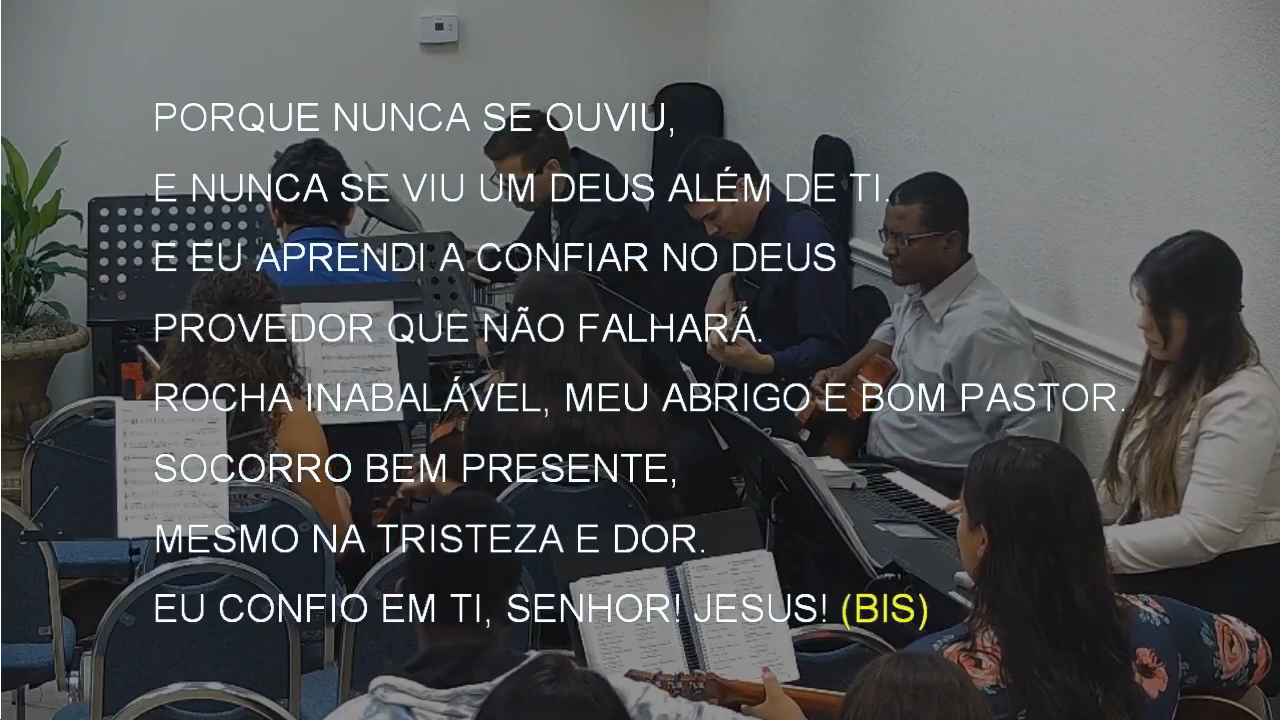 PORQUE NUNCA SE OUVIU,
E NUNCA SE VIU UM DEUS ALÉM DE TI.
E EU APRENDI A CONFIAR NO DEUS
PROVEDOR QUE NÃO FALHARÁ.
ROCHA INABALÁVEL, MEU ABRIGO E BOM PASTOR.
SOCORRO BEM PRESENTE,
MESMO NA TRISTEZA E DOR.
EU CONFIO EM TI, SENHOR! JESUS! (BIS)